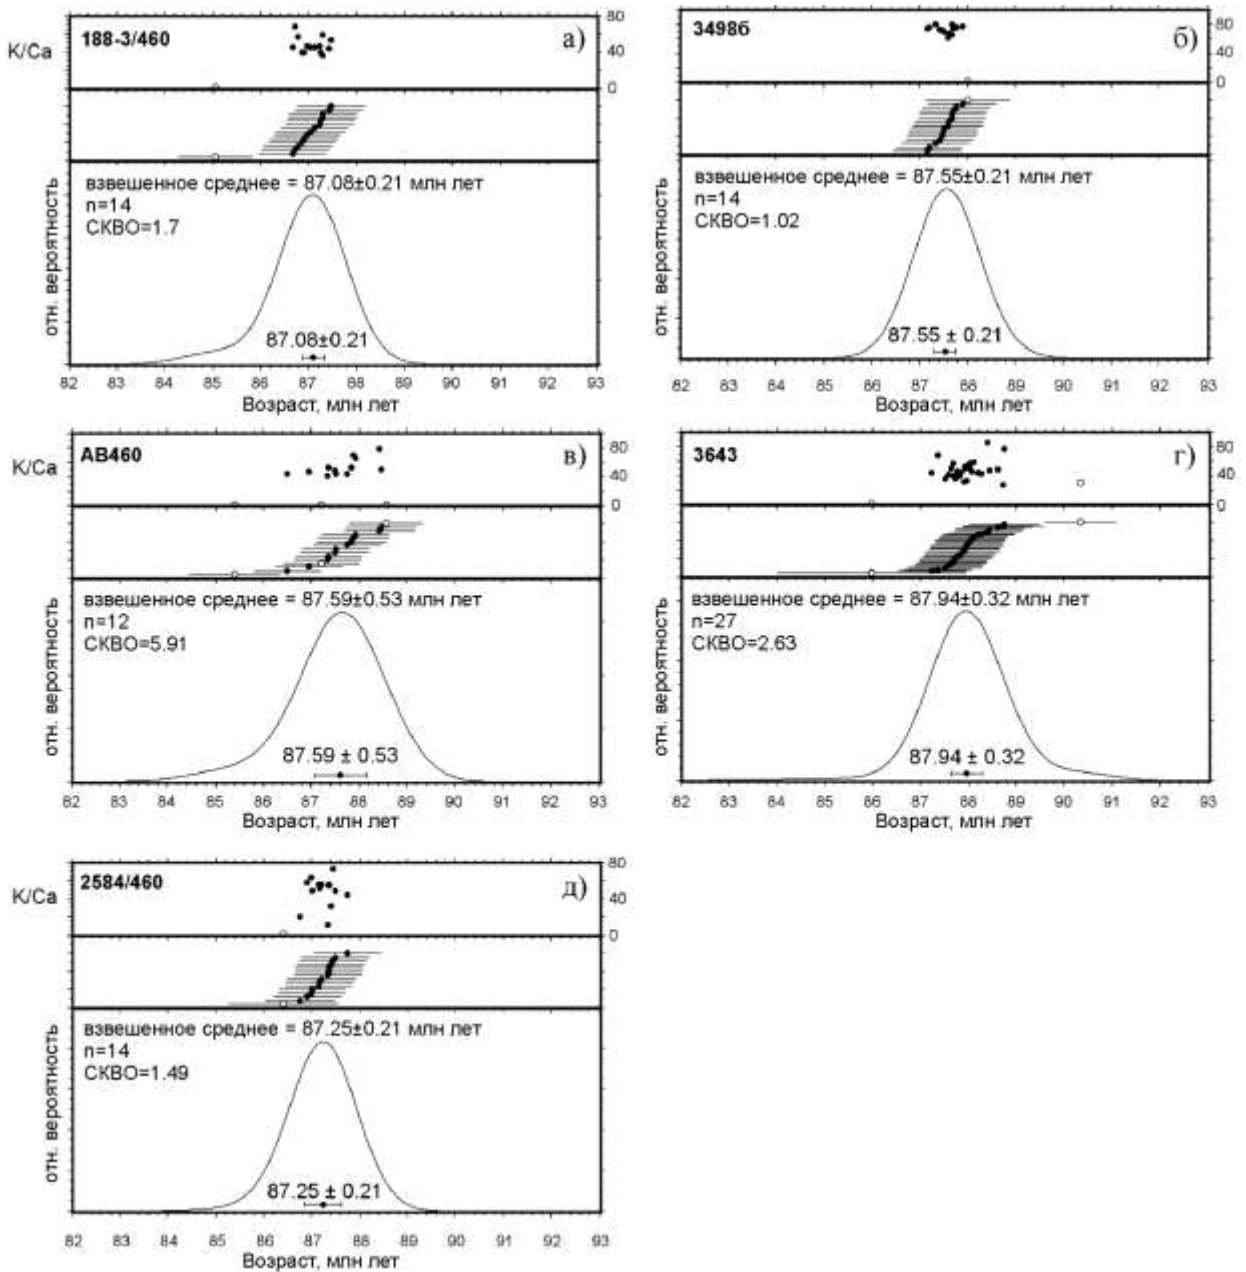 K/Ca
188-3/460
а)
80
40
0
взвешенное среднее = 87.08±0.21 млн лет
n=14
СКВО=1.7
отн. вероятность
87.08±0.21
82 83 84 85 86 87 88 89 90 91 92 93
Возраст, млн лет
34986
б)
80
40
0
взвешенное среднее = 87.55±0.21 млн лет
n=14
СКВО=1.02
отн. вероятность
87.55 ± 0.21
82 83 84 85 86 87 88 89 90 91 92 93
Возраст, млн лет
K/Ca
АВ460
в)
80
40
0
взвешенное среднее = 87.59±0.53 млн лет
n=12
СКВО=5.91
отн. вероятность
87.59 ± 0.53
82 83 84 85 86 87 88 89 90 91 92 93
Возраст, млн лет
3643
г)
80
40
0
взвешенное среднее = 87.94±0.32 млн лет
n=27
СКВО=2.63
отн. вероятность
87.94 ± 0.32
82 83 84 85 86 87 88 89 90 91 92 93
Возраст, млн лет
K/Ca
2584/460
д)
80
40
0
взвешенное среднее = 87.25±0.21 млн лет
n=14
СКВО=1.49
отн. вероятность
87.25 ± 0.21
82 83 84 85 86 87 88 89 90 91 92 93
Возраст, млн лет